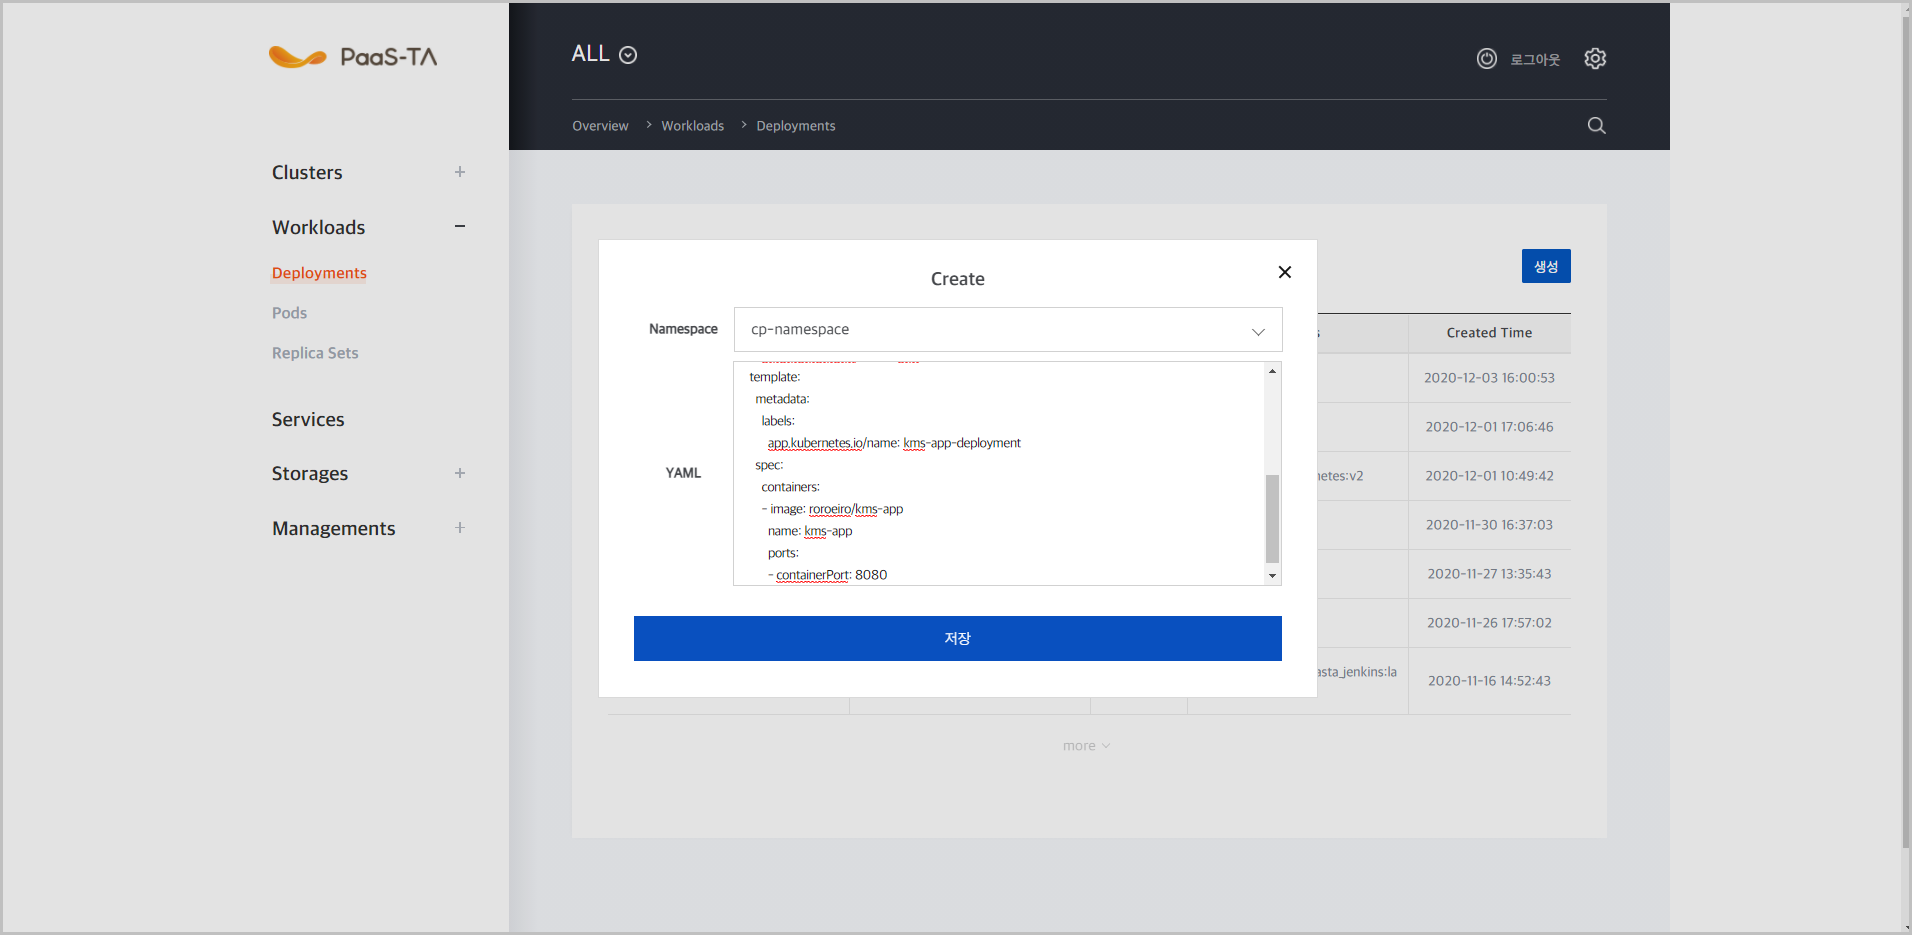 PaaS-TA
ALL
로그아웃
Overview > Workloads > Deployments
Clusters +
Workloads −
Deployments
Pods
Replica Sets
Services
Storages +
Managements +
생성
Create
Namespace cp-namespace
YAML
template:
metadata:
labels:
app.kubernetes.io/name: kms-app-deployment
spec:
containers:
- image: roroeiro/kms-app
name: kms-app
ports:
- containerPort: 8080
저장
s Created Time
2020-12-03 16:00:53
2020-12-01 17:06:46
netes:v2 2020-12-01 10:49:42
2020-11-30 16:37:03
2020-11-27 13:35:43
2020-11-26 17:57:02
asta_jenkins:la 2020-11-16 14:52:43
more